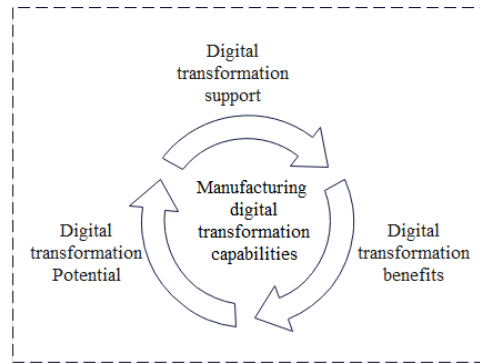 Digital
transformation
support
Manufacturing
digital
transformation
capabilities
Digital
transformation
Potential
Digital
transformation
benefits